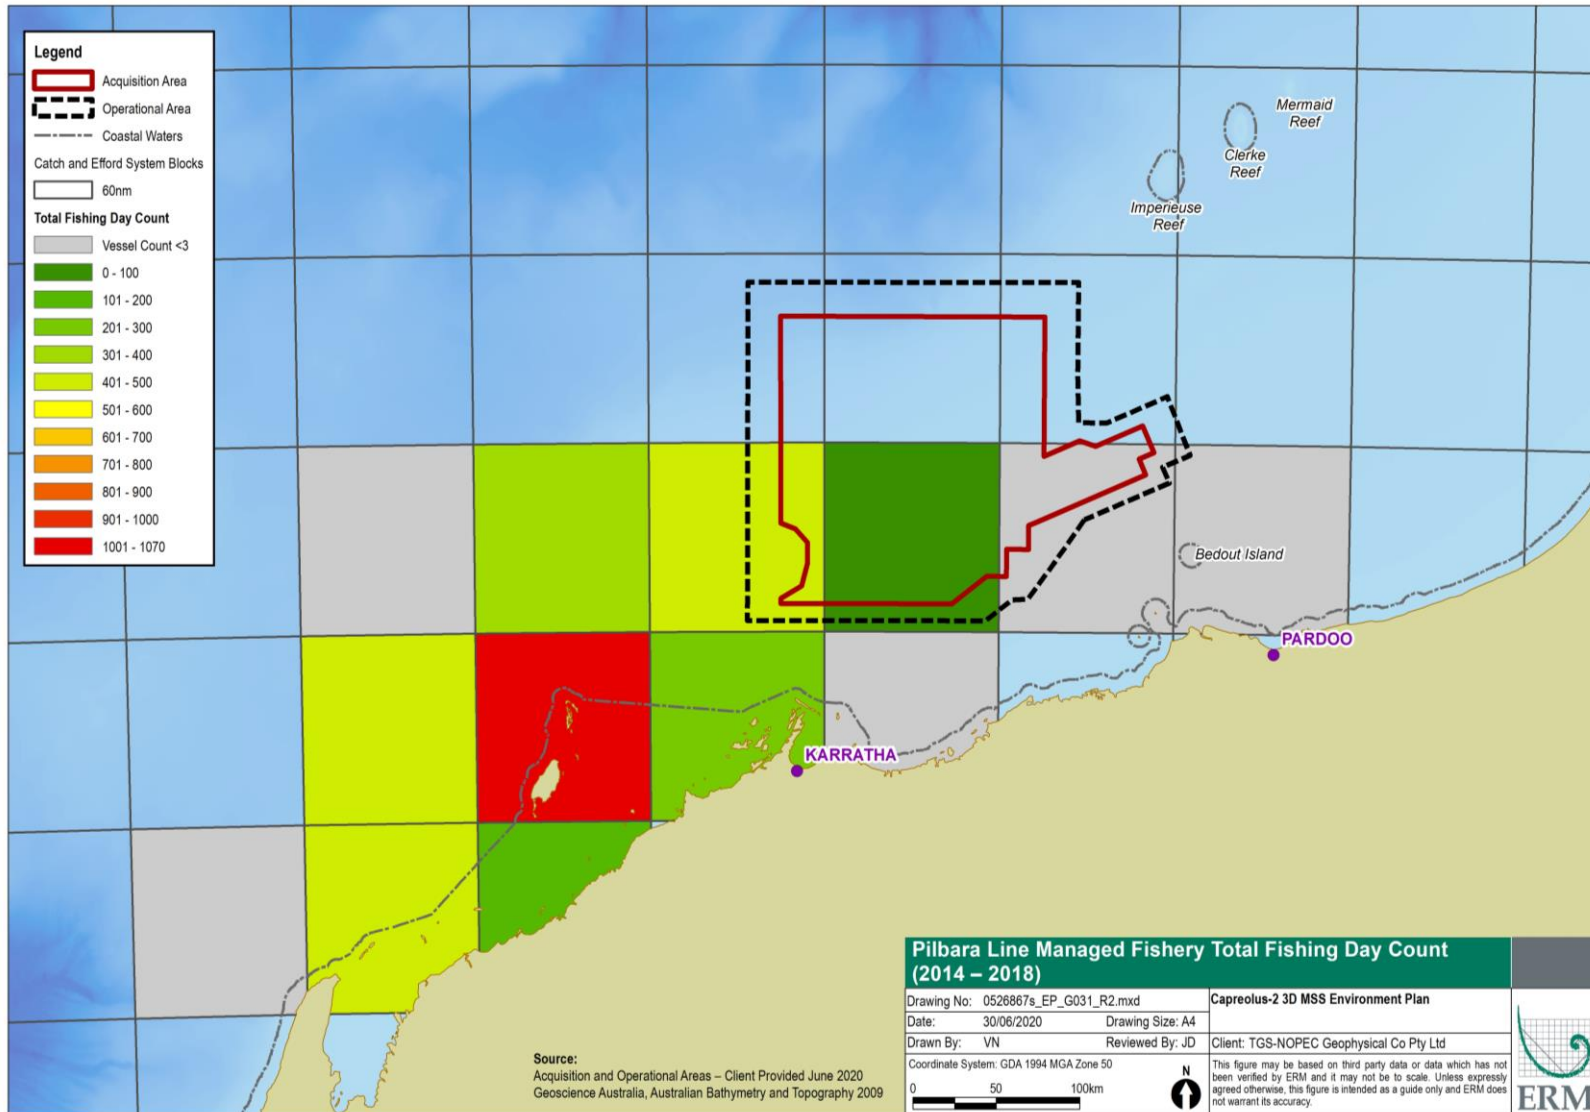 Legend
Acquisition Area
Operational Area
Coastal Waters
Catch and Efford System Blocks
60nm
Total Fishing Day Count
Vessel Count <3
0 - 100
101 - 200
201 - 300
301 - 400
401 - 500
501 - 600
601 - 700
701 - 800
801 - 900
901 - 1000
1001 - 1070
Mermaid
Reef
Clerke
Reef
Imperieuse
Reef
Bedout Island
PARDOO
KARRATHA
Source:
Acquisition and Operational Areas – Client Provided June 2020
Geoscience Australia, Australian Bathymetry and Topography 2009
Pilbara Line Managed Fishery Total Fishing Day Count
(2014 – 2018)
Drawing No: 0526867s_EP_G031_R2.mxd
Capreolus-2 3D MSS Environment Plan
Date: 30/06/2020 Drawing Size: A4
Drawn By: VN Reviewed By: JD
Client: TGS-NOPEC Geophysical Co Pty Ltd
Coordinate System: GDA 1994 MGA Zone 50
0 50 100km
N
This figure may be based on third party data or data which has not
been verified by ERM and it may not be to scale. Unless expressly
agreed otherwise, this figure is intended as a guide only and ERM does
not warrant its accuracy.
ERM